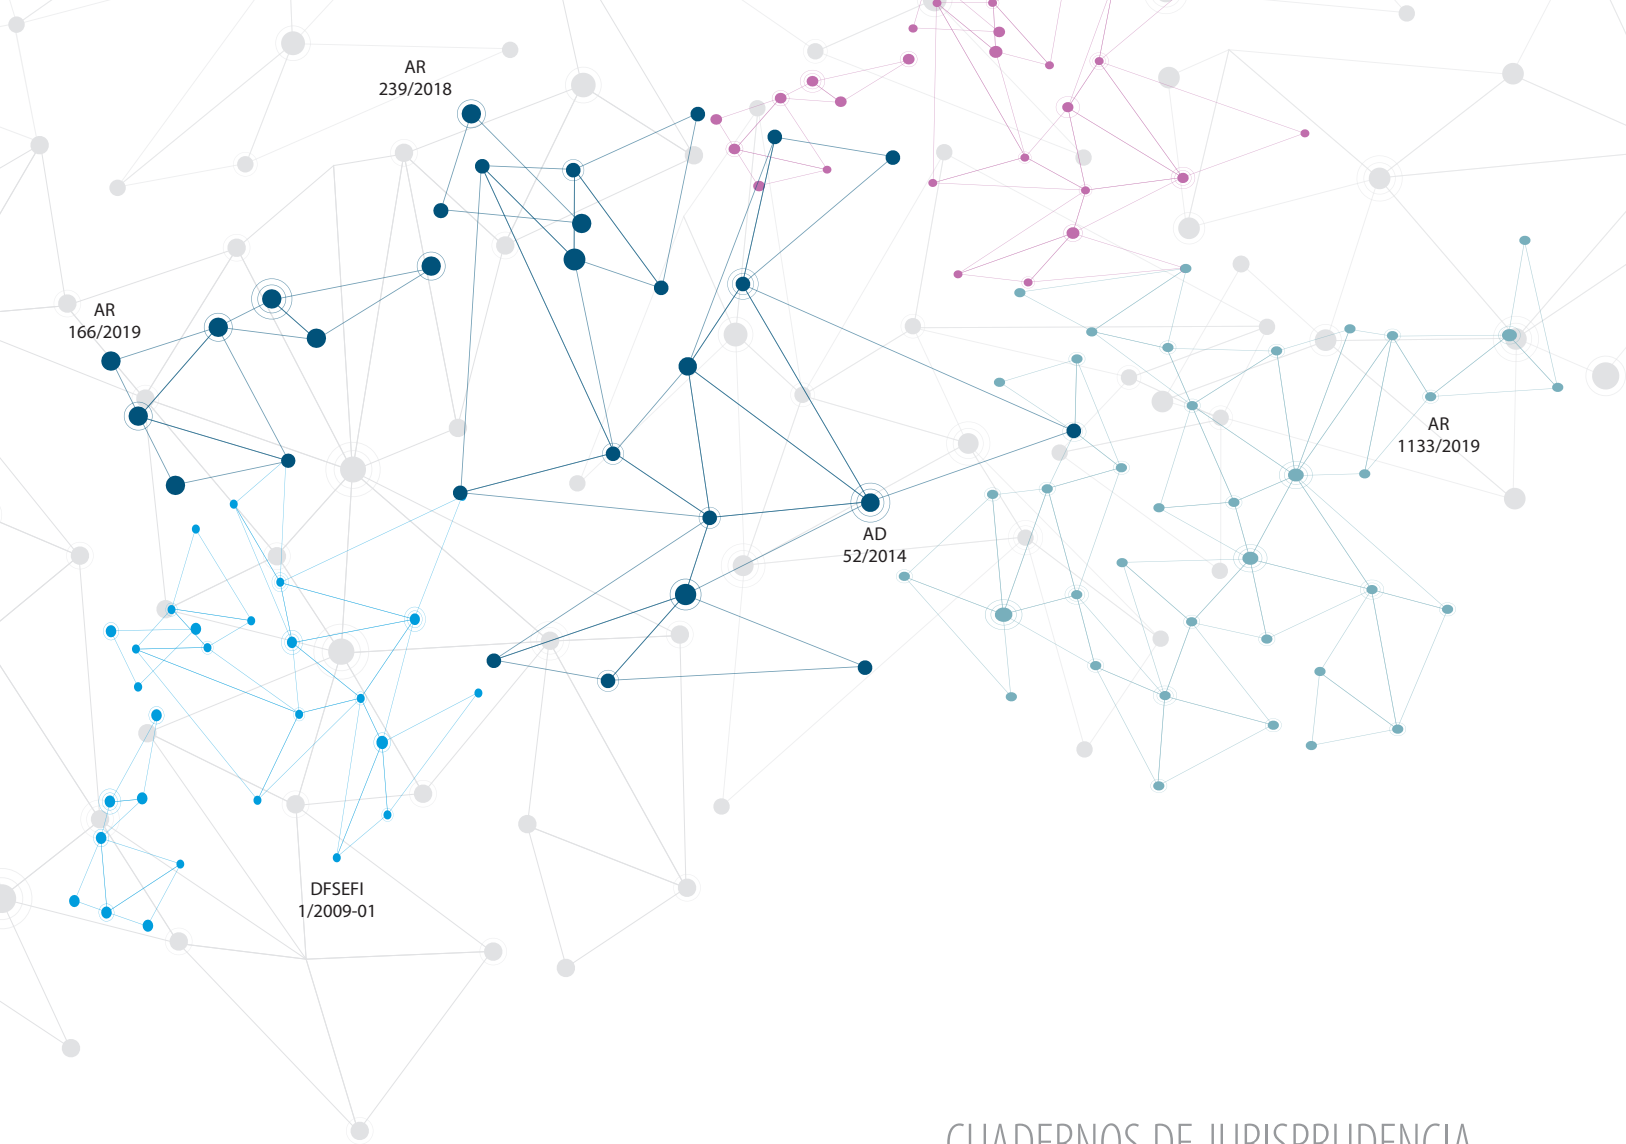 AR
239/2018
AR
166/2019
AR
1133/2019
AD
52/2014
DFSEFI
1/2009-01
CUADERNOS DE JURISPRUDENCIA